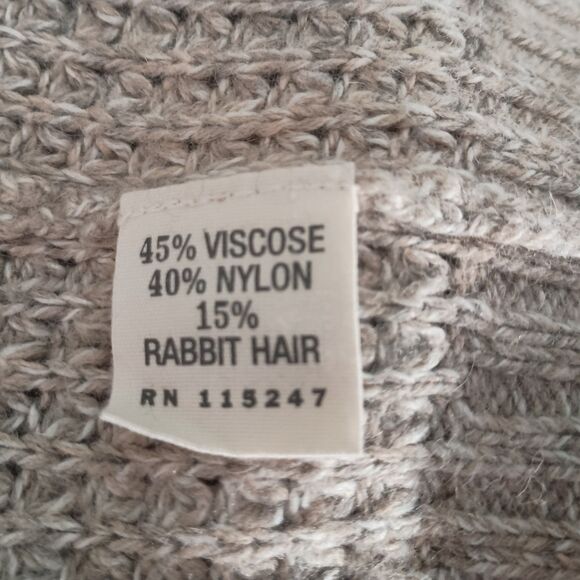 45% VISCOSE
40% NYLON
15%
RABBIT HAIR
RN 115247